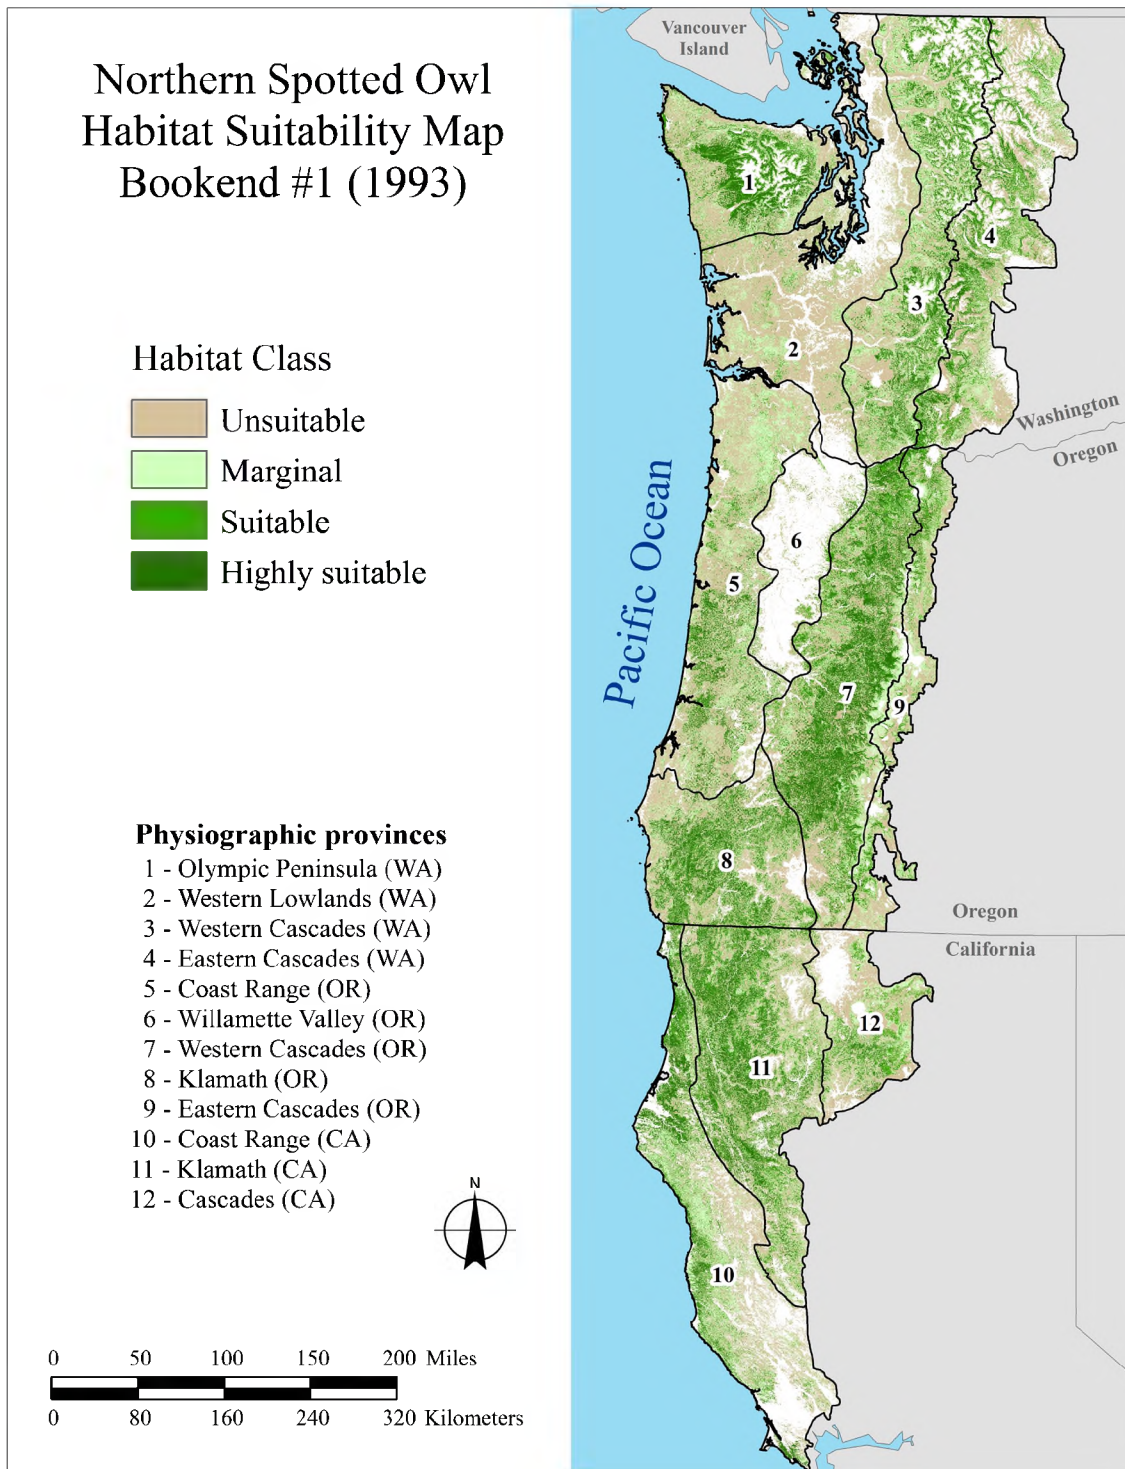 Northern Spotted Owl
Habitat Suitability Map
Bookend #1 (1993)
Habitat Class
Unsuitable
Marginal
Suitable
Highly suitable
Physiographic provinces
1 - Olympic Peninsula (WA)
2 - Western Lowlands (WA)
3 - Western Cascades (WA)
4 - Eastern Cascades (WA)
5 - Coast Range (OR)
6 - Willamette Valley (OR)
7 - Western Cascades (OR)
8 - Klamath (OR)
9 - Eastern Cascades (OR)
10 - Coast Range (CA)
11 - Klamath (CA)
12 - Cascades (CA)
N
0 50 100 150 200 Miles
0 80 160 240 320 Kilometers
Vancouver
Island
1
4
3
2
Washington
Oregon
Pacific Ocean
6
5
7
9
8
Oregon
California
12
11
10